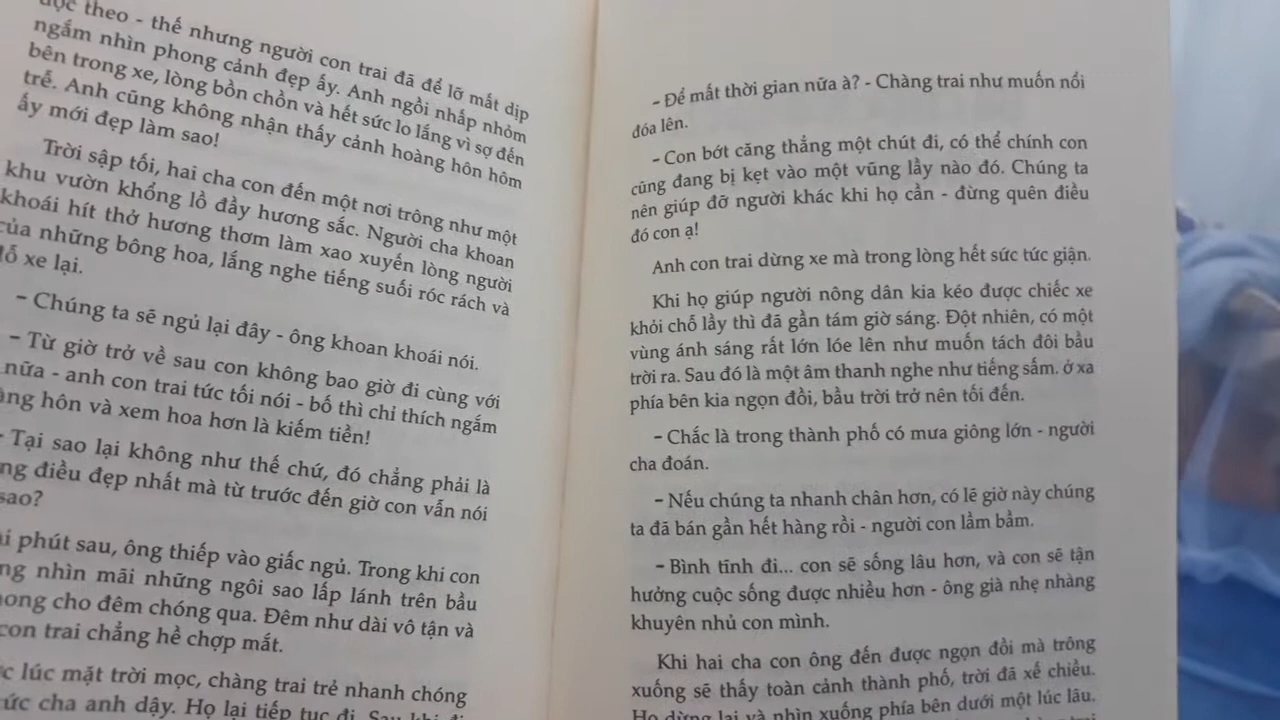 theo - thế nhưng người con trai đã để lỡ mất dịp
ngắm nhìn phong cảnh đẹp ấy. Anh ngồi nhấp nhỏm
bên trong xe, lòng bồn chồn và hết sức lo lắng vì sợ đến
trễ. Anh cũng không nhận thấy cảnh hoàng hôn hôm
ấy mới đẹp làm sao!
Trời sập tối, hai cha con đến một nơi trông như một
khu vườn khổng lồ đầy hương sắc. Người cha khoan
khoái hít thở hương thơm làm xao xuyến lòng người
của những bông hoa, lắng nghe tiếng suối róc rách và
đỗ xe lại.
– Chúng ta sẽ ngủ lại đây - ông khoan khoái nói.
– Từ giờ trở về sau con không bao giờ đi cùng với
nữa - anh con trai tức tối nói - bố thì chỉ thích ngắm
hôn và xem hoa hơn là kiếm tiền!
- Tại sao lại không như thế chứ, đó chẳng phải là
điều đẹp nhất mà từ trước đến giờ con vẫn nói
sao?
phút sau, ông thiếp vào giấc ngủ. Trong khi con
nhìn mãi những ngôi sao lấp lánh trên bầu
cho đêm chóng qua. Đêm như dài vô tận và
con trai chẳng hề chợp mắt.
lúc mặt trời mọc, chàng trai trẻ nhanh chóng
cha anh dậy. Họ lại tiếp tục đi. Sau khi đi
– Để mất thời gian nữa à? - Chàng trai như muốn nổi
đóa lên.
– Con bớt căng thẳng một chút đi, có thể chính con
cũng đang bị kẹt vào một vũng lầy nào đó. Chúng ta
nên giúp đỡ người khác khi họ cần - đừng quên điều
đó con ạ!
Anh con trai dừng xe mà trong lòng hết sức tức giận.
Khi họ giúp người nông dân kia kéo được chiếc xe
khỏi chỗ lầy thì đã gần tám giờ sáng. Đột nhiên, có một
vùng ánh sáng rất lớn lóe lên như muốn tách đôi bầu
trời ra. Sau đó là một âm thanh nghe như tiếng sấm. ở xa
phía bên kia ngọn đồi, bầu trời trở nên tối đến.
– Chắc là trong thành phố có mưa giông lớn - người
cha đoán.
– Nếu chúng ta nhanh chân hơn, có lẽ giờ này chúng
ta đã bán gần hết hàng rồi - người con lầm bầm.
– Bình tĩnh đi... con sẽ sống lâu hơn, và con sẽ tận
hưởng cuộc sống được nhiều hơn - ông già nhẹ nhàng
khuyên nhủ con mình.
Khi hai cha con ông đến được ngọn đồi mà trông
xuống sẽ thấy toàn cảnh thành phố, trời đã xế chiều.
Họ dừng lại và nhìn xuống phía bên dưới một lúc lâu.